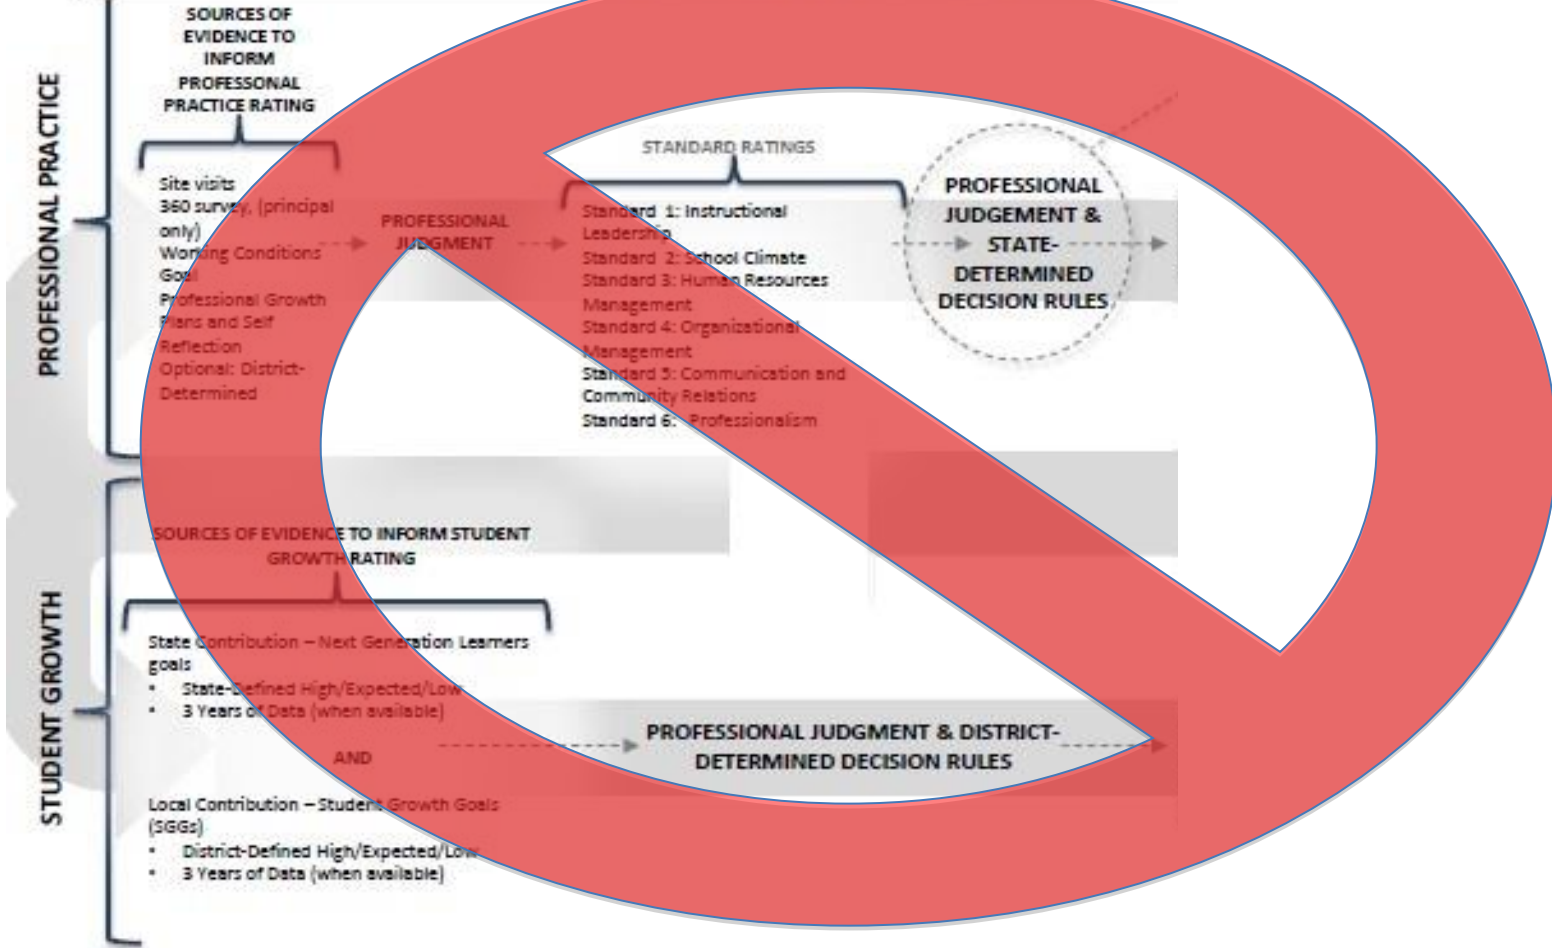 PROFESSIONAL PRACTICE
SOURCES OF
EVIDENCE TO
INFORM
PROFESSONAL
PRACTICE RATING
Site visits
360 survey, (principal
only)
Working Conditions
Goal
Professional Growth
Plans and Self
Reflection
Optional: District-
Determined
PROFESSIONAL
JUDGMENT
STANDARD RATINGS
Standard 1: Instructional
Leadership
Standard 2: School Climate
Standard 3: Human Resources
Management
Standard 4: Organizational
Management
Standard 5: Communication and
Community Relations
Standard 6: Professionalism
PROFESSIONAL
JUDGEMENT &
STATE-
DETERMINED
DECISION RULES
STUDENT GROWTH
SOURCES OF EVIDENCE TO INFORM STUDENT
GROWTH RATING
State Contribution – Next Generation Learners
goals
• State-Defined High/Expected/Low
• 3 Years of Data (when available)
AND
Local Contribution – Student Growth Goals
(SGGs)
• District-Defined High/Expected/Low
• 3 Years of Data (when available)
PROFESSIONAL JUDGMENT & DISTRICT-
DETERMINED DECISION RULES